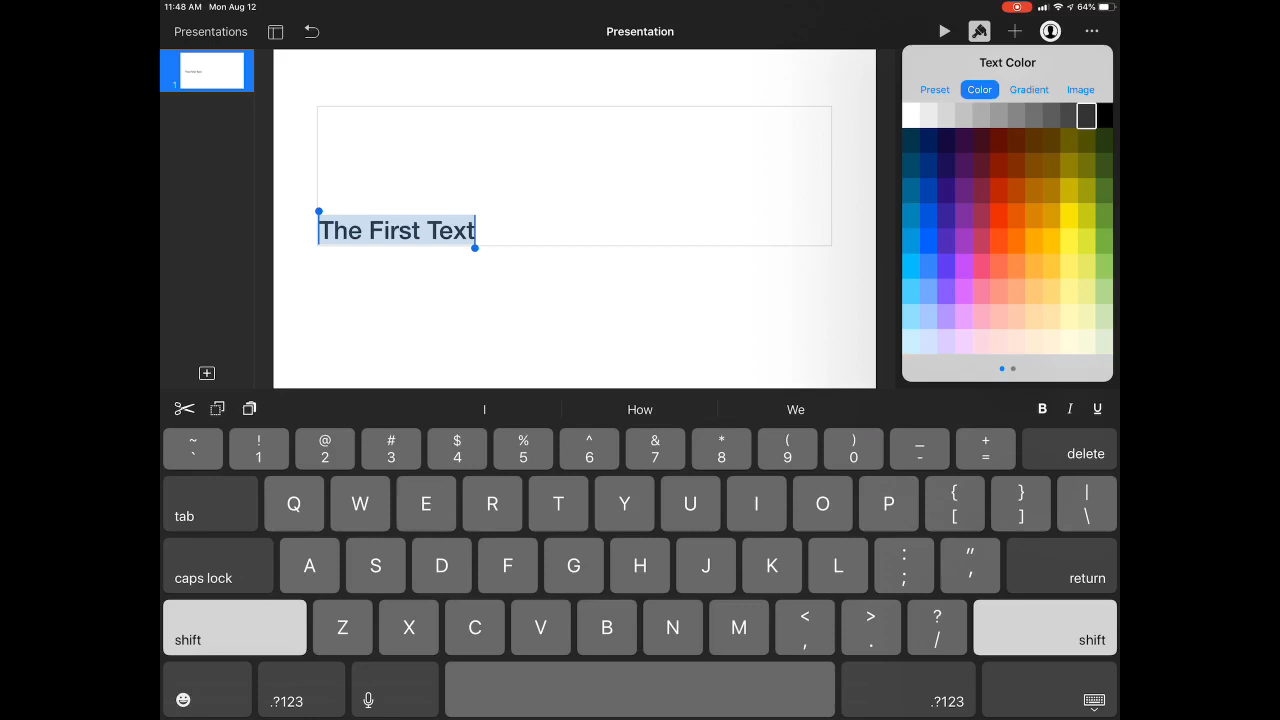 11:48 AM Mon Aug 12
64%
Presentations
Presentation
Text Color
Preset Color Gradient Image
1
The First Text
I How We
B I U
~ ! @ # $ % ^ & * ( ) _ +
` 1 2 3 4 5 6 7 8 9 0 - = delete
tab Q W E R T Y U I O P { [ } ] | \
caps lock A S D F G H J K L : ; " ' return
shift Z X C V B N M < , > . ? / shift
.?123 .?123